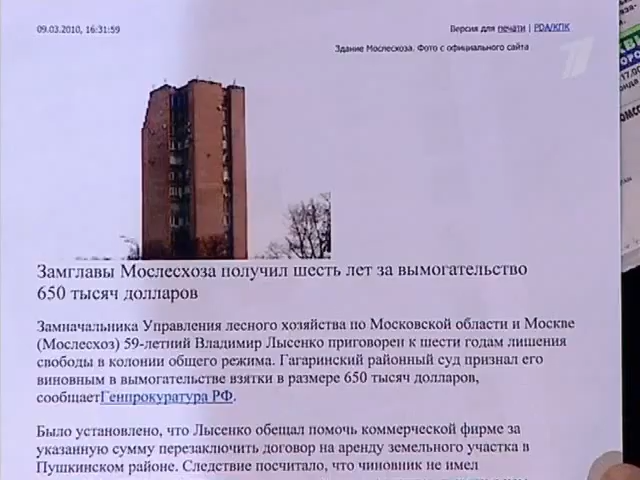 09.03.2010, 16:31:59
Версия для печати | PDA/КПК
Здание Мослесхоза. Фото с официального сайта
Замглавы Мослесхоза получил шесть лет за вымогательство
650 тысяч долларов
Замначальника Управления лесного хозяйства по Московской области и Москве
(Мослесхоз) 59-летний Владимир Лысенко приговорен к шести годам лишения
свободы в колонии общего режима. Гагаринский районный суд признал его
виновным в вымогательстве взятки в размере 650 тысяч долларов,
сообщаетГенпрокуратура РФ.
Было установлено, что Лысенко обещал помочь коммерческой фирме за
указанную сумму перезаключить договор на аренду земельного участка в
Пушкинском районе. Следствие посчитало, что чиновник не имел
1
17.00